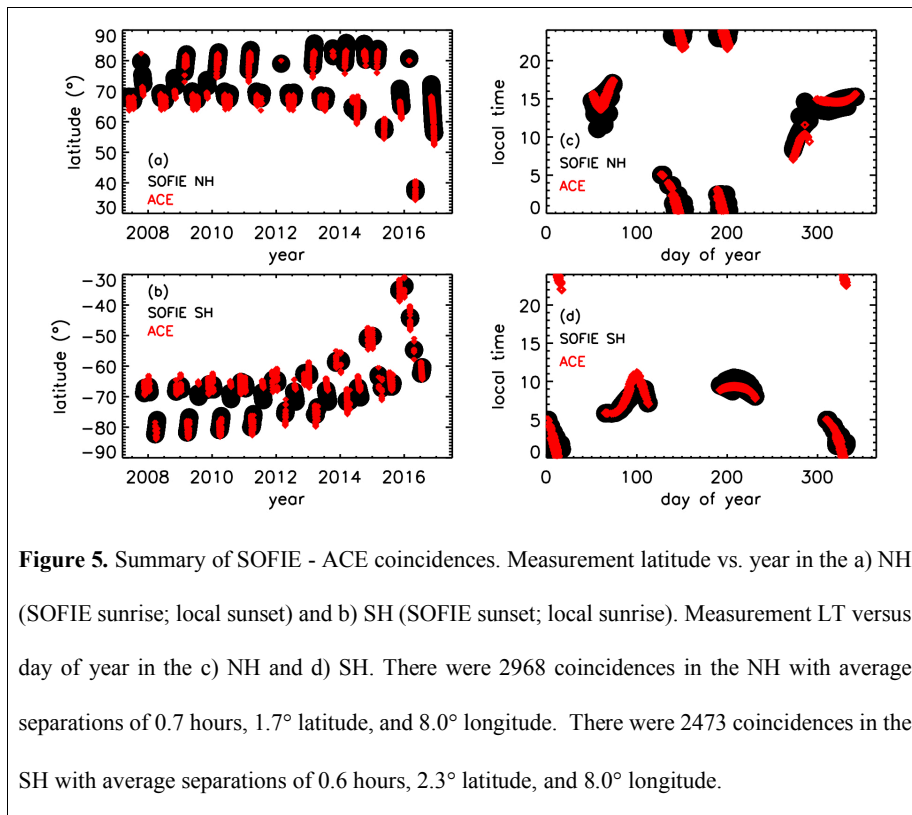 90
80
70
60
50
40
30
latitude (°)
(a)
SOFIE NH
ACE
2008 2010 2012 2014 2016
year
20
15
10
5
0
local time
(c)
SOFIE NH
ACE
0 100 200 300
day of year
−30
−40
−50
−60
−70
−80
−90
latitude (°)
(b)
SOFIE SH
ACE
2008 2010 2012 2014 2016
year
20
15
10
5
0
local time
(d)
SOFIE SH
ACE
0 100 200 300
day of year
Figure 5. Summary of SOFIE - ACE coincidences. Measurement latitude vs. year in the a) NH
(SOFIE sunrise; local sunset) and b) SH (SOFIE sunset; local sunrise). Measurement LT versus
day of year in the c) NH and d) SH. There were 2968 coincidences in the NH with average
separations of 0.7 hours, 1.7° latitude, and 8.0° longitude. There were 2473 coincidences in the
SH with average separations of 0.6 hours, 2.3° latitude, and 8.0° longitude.